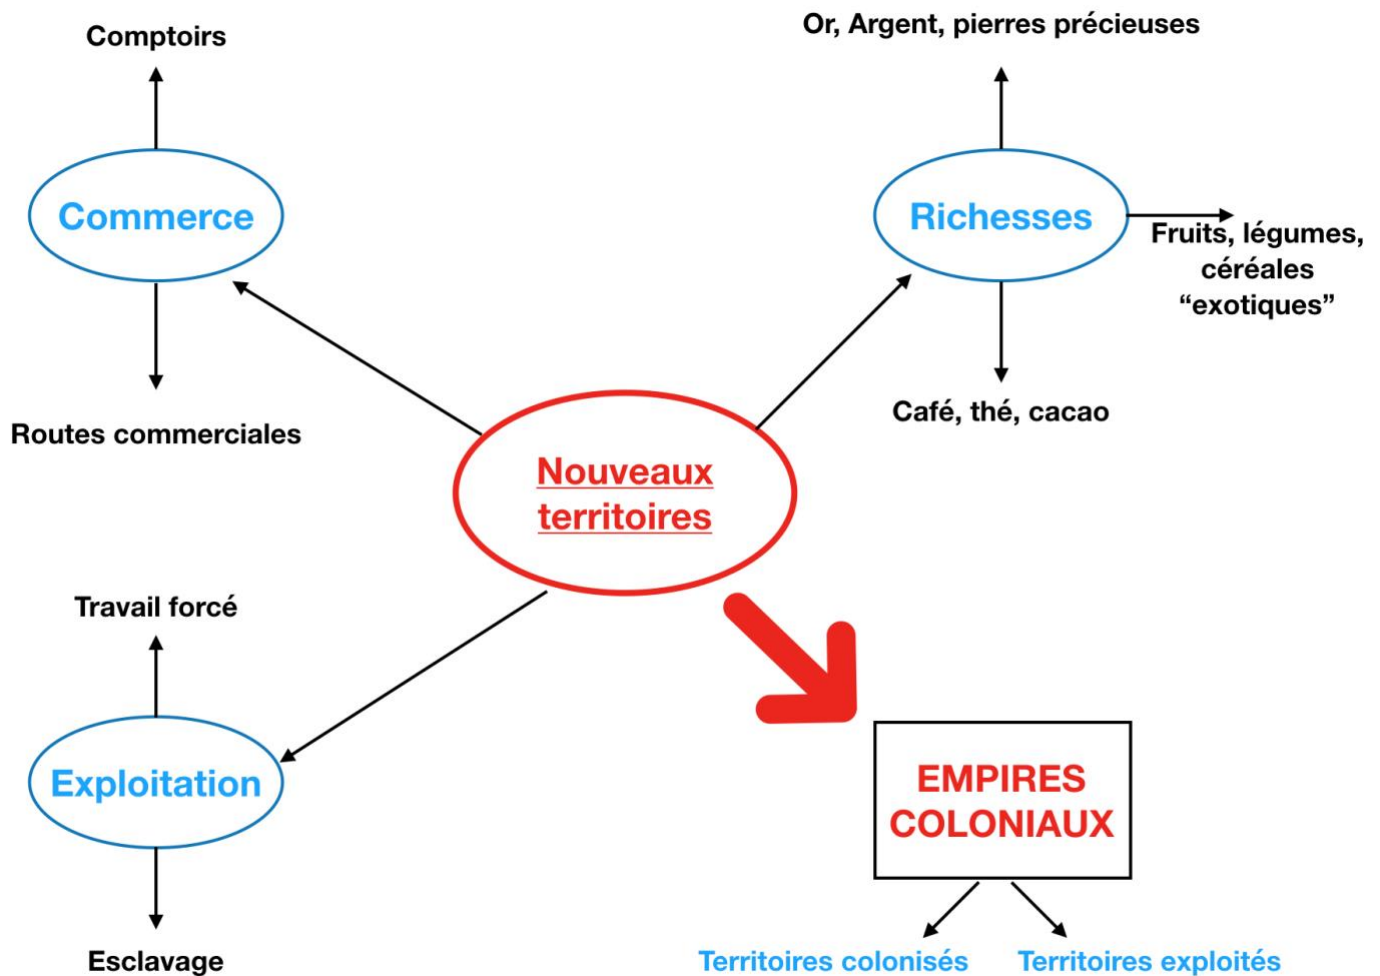 Comptoirs
Or, Argent, pierres précieuses
Commerce
Richesses
Fruits, légumes,
céréales
“exotiques”
Café, thé, cacao
Routes commerciales
Nouveaux
territoires
Travail forcé
Exploitation
EMPIRES
COLONIAUX
Esclavage
Territoires colonisés
Territoires exploités